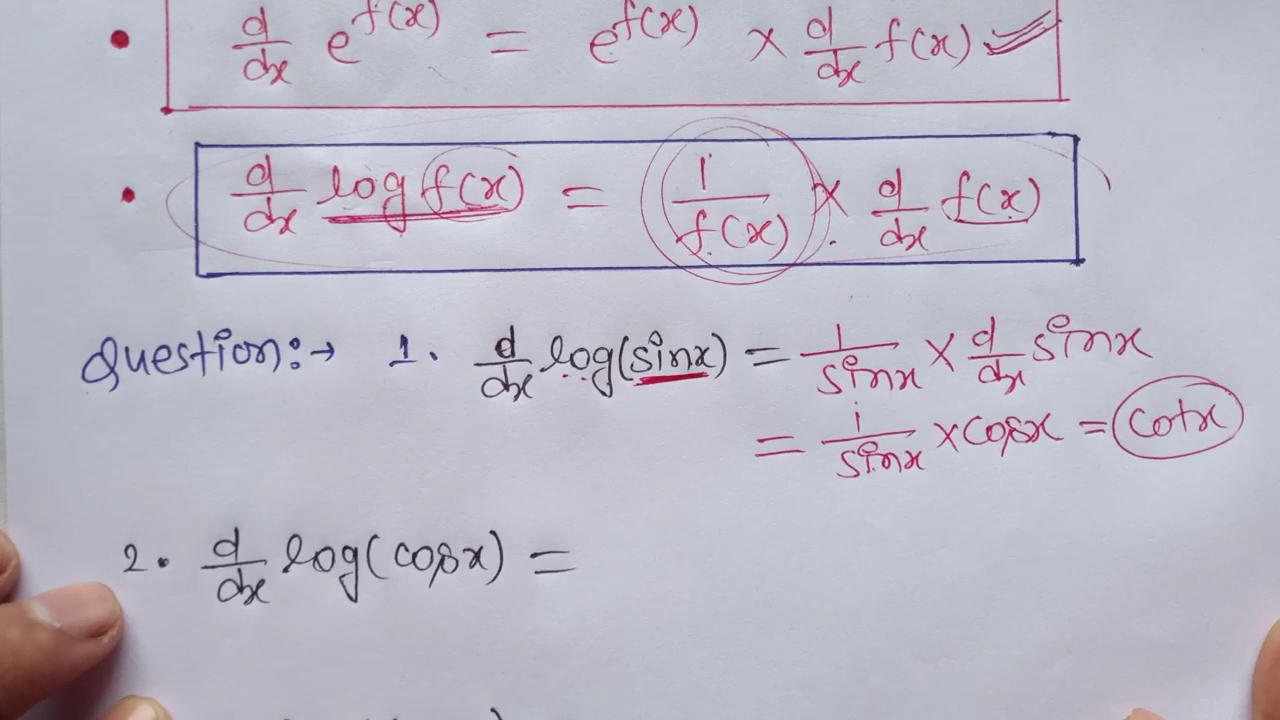 • d/dx e^f(x) = e^f(x) × d/dx f(x)
• d/dx log f(x) = 1/f(x) × d/dx f(x)
Question:→ 1. d/dx log(sinx) = 1/sinx × d/dx sinx
= 1/sinx × cosx = cotx
2. d/dx log(cosx) =